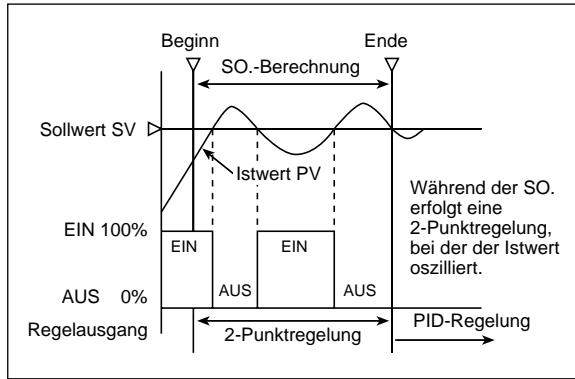 Beginn
Ende
SO.-Berechnung
Sollwert SV
Istwert PV
Während der SO.
erfolgt eine
2-Punktregelung,
bei der der Istwert
oszilliert.
EIN 100%
EIN
EIN
AUS 0%
AUS
AUS
Regelausgang
2-Punktregelung
PID-Regelung